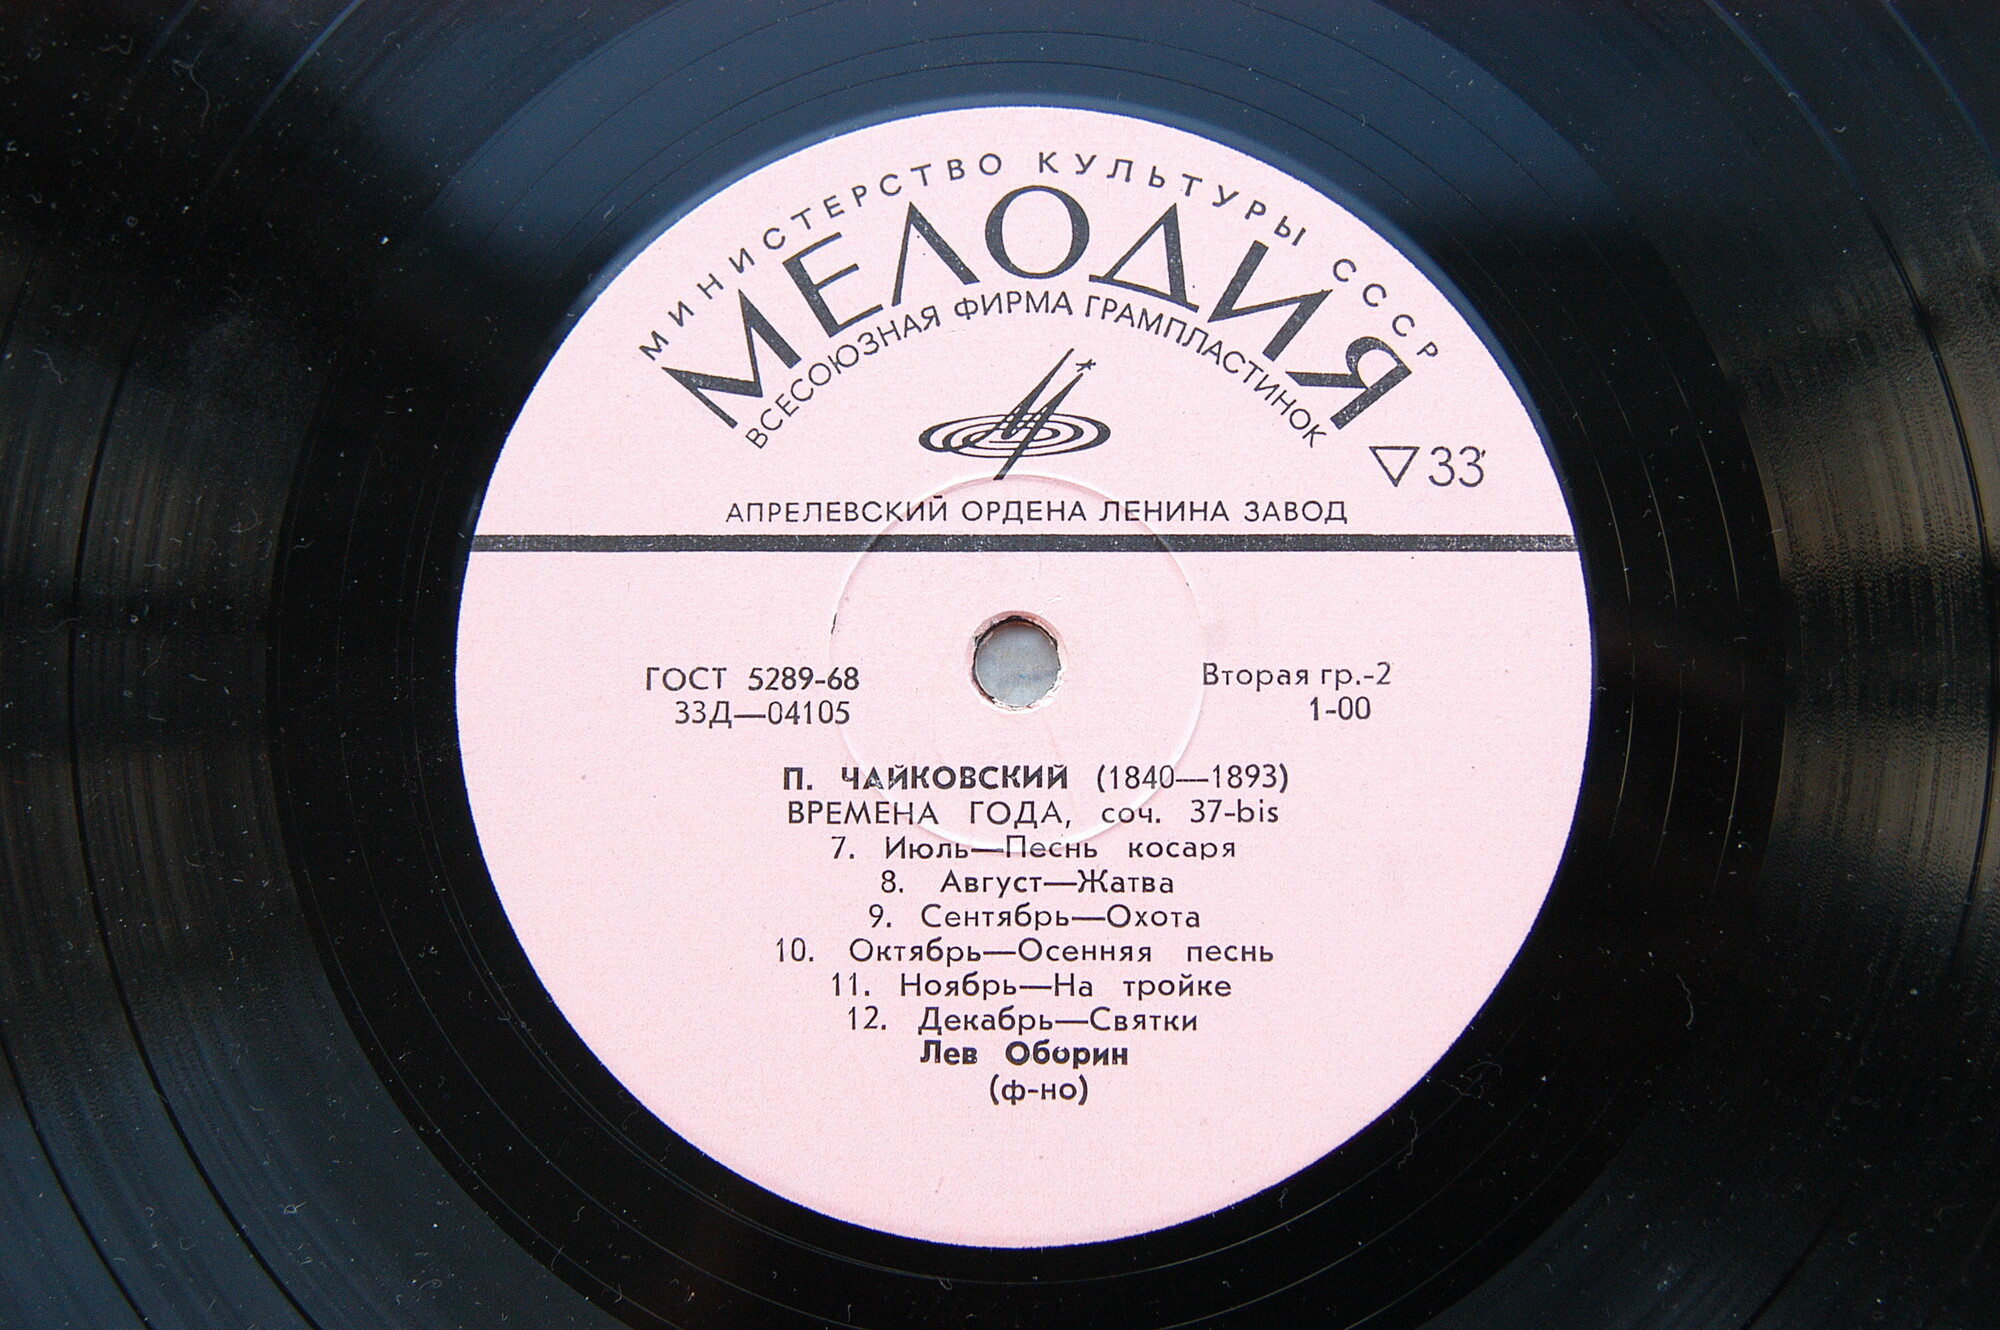 МИНИСТЕРСТВО КУЛЬТУРЫ СССР
МЕЛОДИЯ
ВСЕСОЮЗНАЯ ФИРМА ГРАМПЛАСТИНОК
33
АПРЕЛЕВСКИЙ ОРДЕНА ЛЕНИНА ЗАВОД
ГОСТ 5289-68
33Д—04105
Вторая гр.-2
1-00
П. ЧАЙКОВСКИЙ (1840—1893)
ВРЕМЕНА ГОДА, соч. 37-bis
7. Июль—Песнь косаря
8. Август—Жатва
9. Сентябрь—Охота
10. Октябрь—Осенняя песнь
11. Ноябрь—На тройке
12. Декабрь—Святки
Лев Оборин
(ф-но)